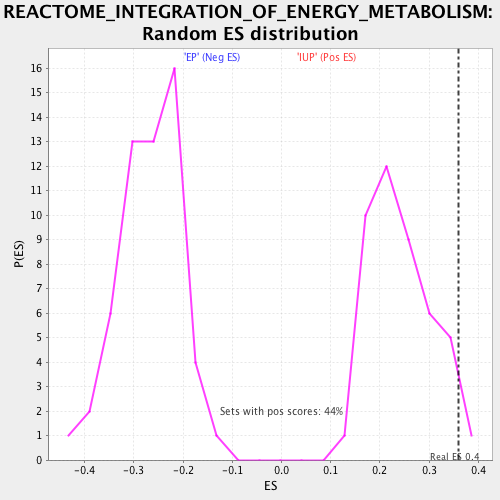 REACTOME_INTEGRATION_OF_ENERGY_METABOLISM:
Random ES distribution
'EP' (Neg ES) 'IUP' (Pos ES)
16
15
14
13
12
11
10
9
8
7
6
5
4
3
2
1
0
P(ES)
Sets with pos scores: 44%
Real ES 0.4
-0.4 -0.3 -0.2 -0.1 0.0 0.1 0.2 0.3 0.4
ES